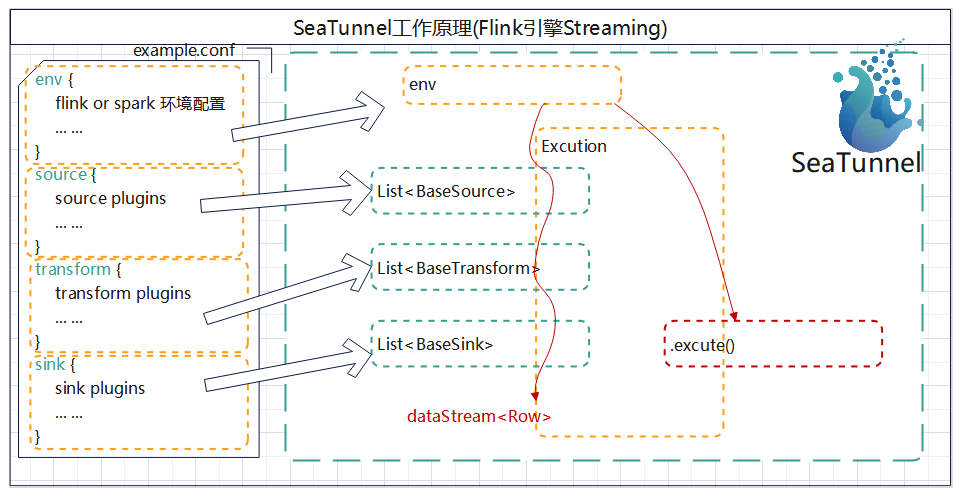 SeaTunnel工作原理(Flink引擎Streaming)
example.conf
env {
flink or spark 环境配置
... ...
}
source {
source plugins
... ...
}
transform {
transform plugins
... ...
}
sink {
sink plugins
... ...
}
env
Excution
List<BaseSource>
List<BaseTransform>
List<BaseSink>
.excute()
dataStream<Row>
SeaTunnel